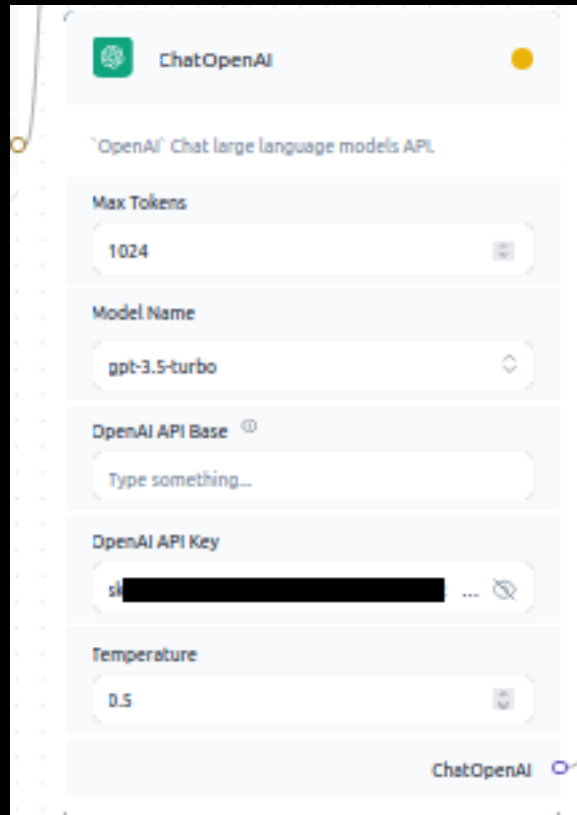 ChatOpenAI
`OpenAI` Chat large language models API.
Max Tokens
1024
Model Name
gpt-3.5-turbo
OpenAI API Base
Type something...
OpenAI API Key
sk
...
Temperature
0.5
ChatOpenAI